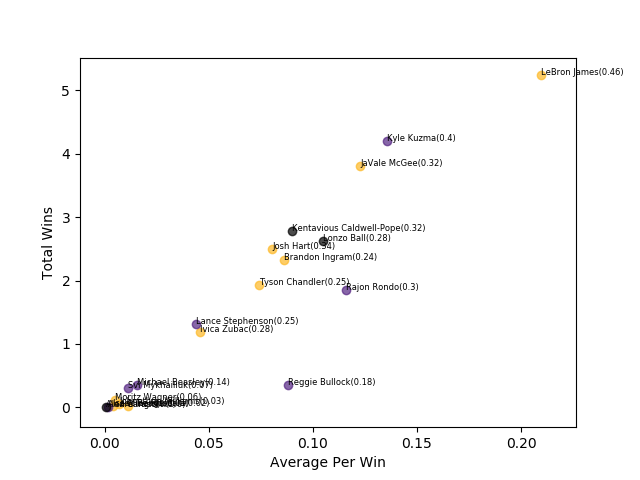 LeBron James(0.46)
Kyle Kuzma(0.4)
JaVale McGee(0.32)
Kentavious Caldwell-Pope(0.32)
Lonzo Ball(0.28)
Josh Hart(0.34)
Brandon Ingram(0.24)
Tyson Chandler(0.25)
Rajon Rondo(0.3)
Lance Stephenson(0.25)
Ivica Zubac(0.28)
Michael Beasley(0.14)
Svi Mykhailiuk(0.07)
Reggie Bullock(0.18)
Moritz Wagner(0.06)
5
4
3
2
1
0
Total Wins
0.00
0.05
0.10
0.15
0.20
Average Per Win